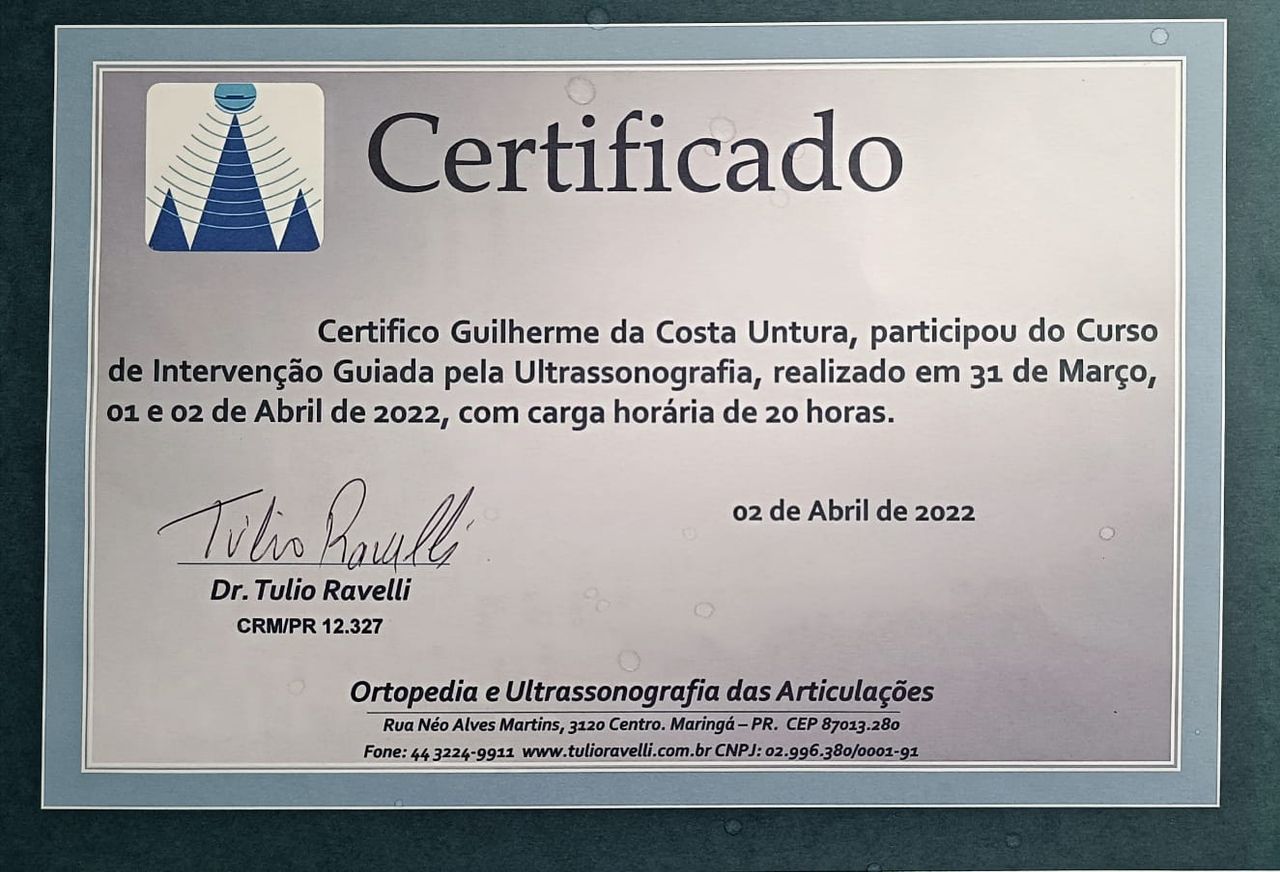 Certificado
Certifico Guilherme da Costa Untura, participou do Curso
de Intervenção Guiada pela Ultrassonografia, realizado em 31 de Março,
01 e 02 de Abril de 2022, com carga horária de 20 horas.
02 de Abril de 2022
Tulio Ravelli
Dr. Tulio Ravelli
CRM/PR 12.327
Ortopedia e Ultrassonografia das Articulações
Rua Néo Alves Martins, 3120 Centro. Maringá – PR. CEP 87013.280
Fone: 44 3224-9911 www.tulioravelli.com.br CNPJ: 02.996.380/0001-91